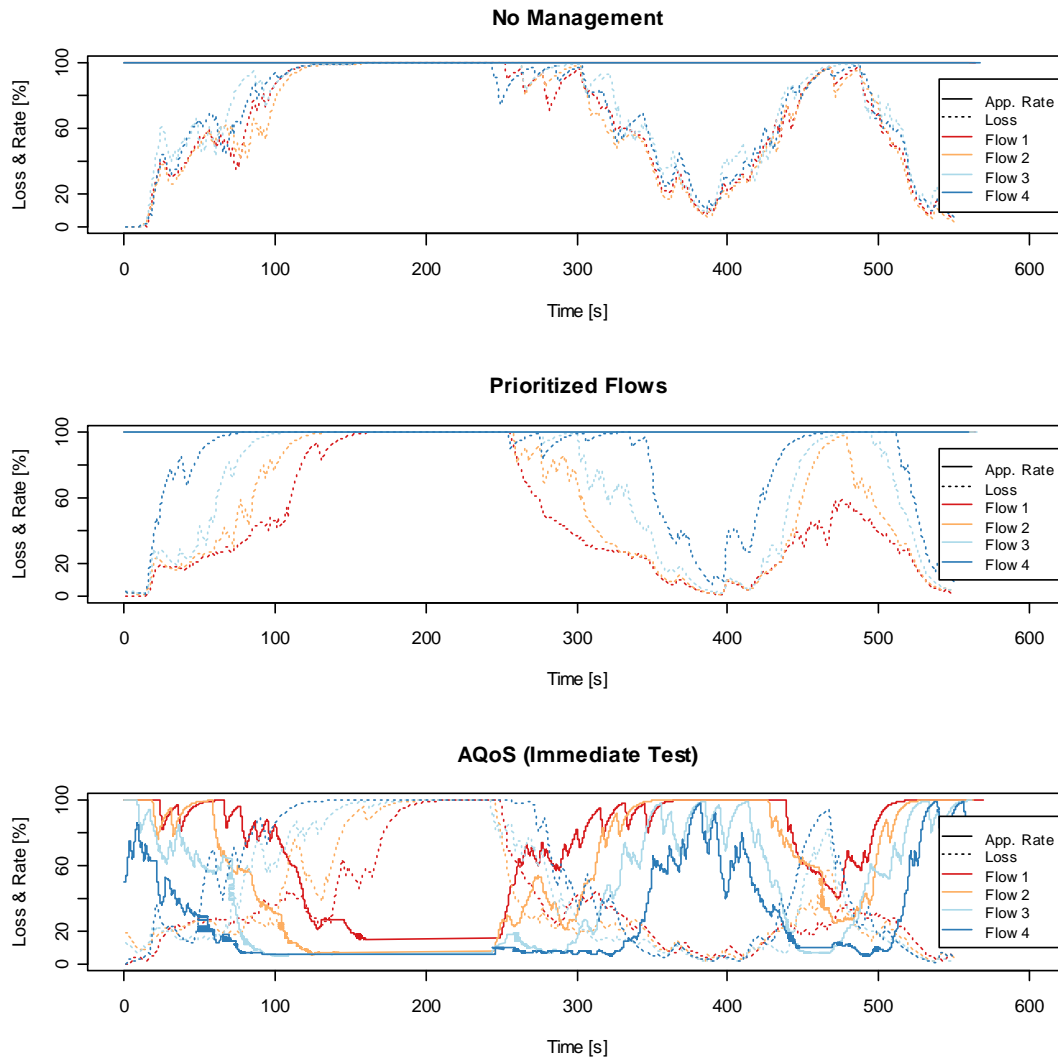 No Management
Loss & Rate [%]
100
60
20
0
App. Rate
Loss
Flow 1
Flow 2
Flow 3
Flow 4
0 100 200 300 400 500 600
Time [s]
Prioritized Flows
Loss & Rate [%]
100
60
20
0
App. Rate
Loss
Flow 1
Flow 2
Flow 3
Flow 4
0 100 200 300 400 500 600
Time [s]
AQoS (Immediate Test)
Loss & Rate [%]
100
60
20
0
App. Rate
Loss
Flow 1
Flow 2
Flow 3
Flow 4
0 100 200 300 400 500 600
Time [s]